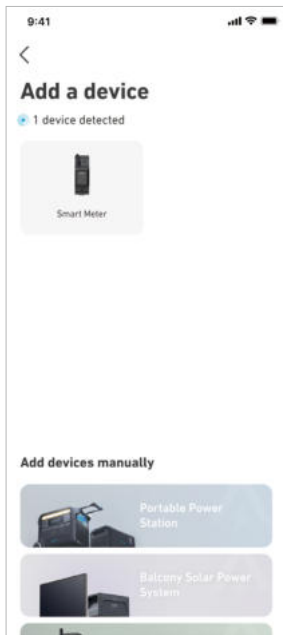 9:41
Add a device
1 device detected
Smart Meter
Add devices manually
Portable Power
Station
Balcony Solar Power
System